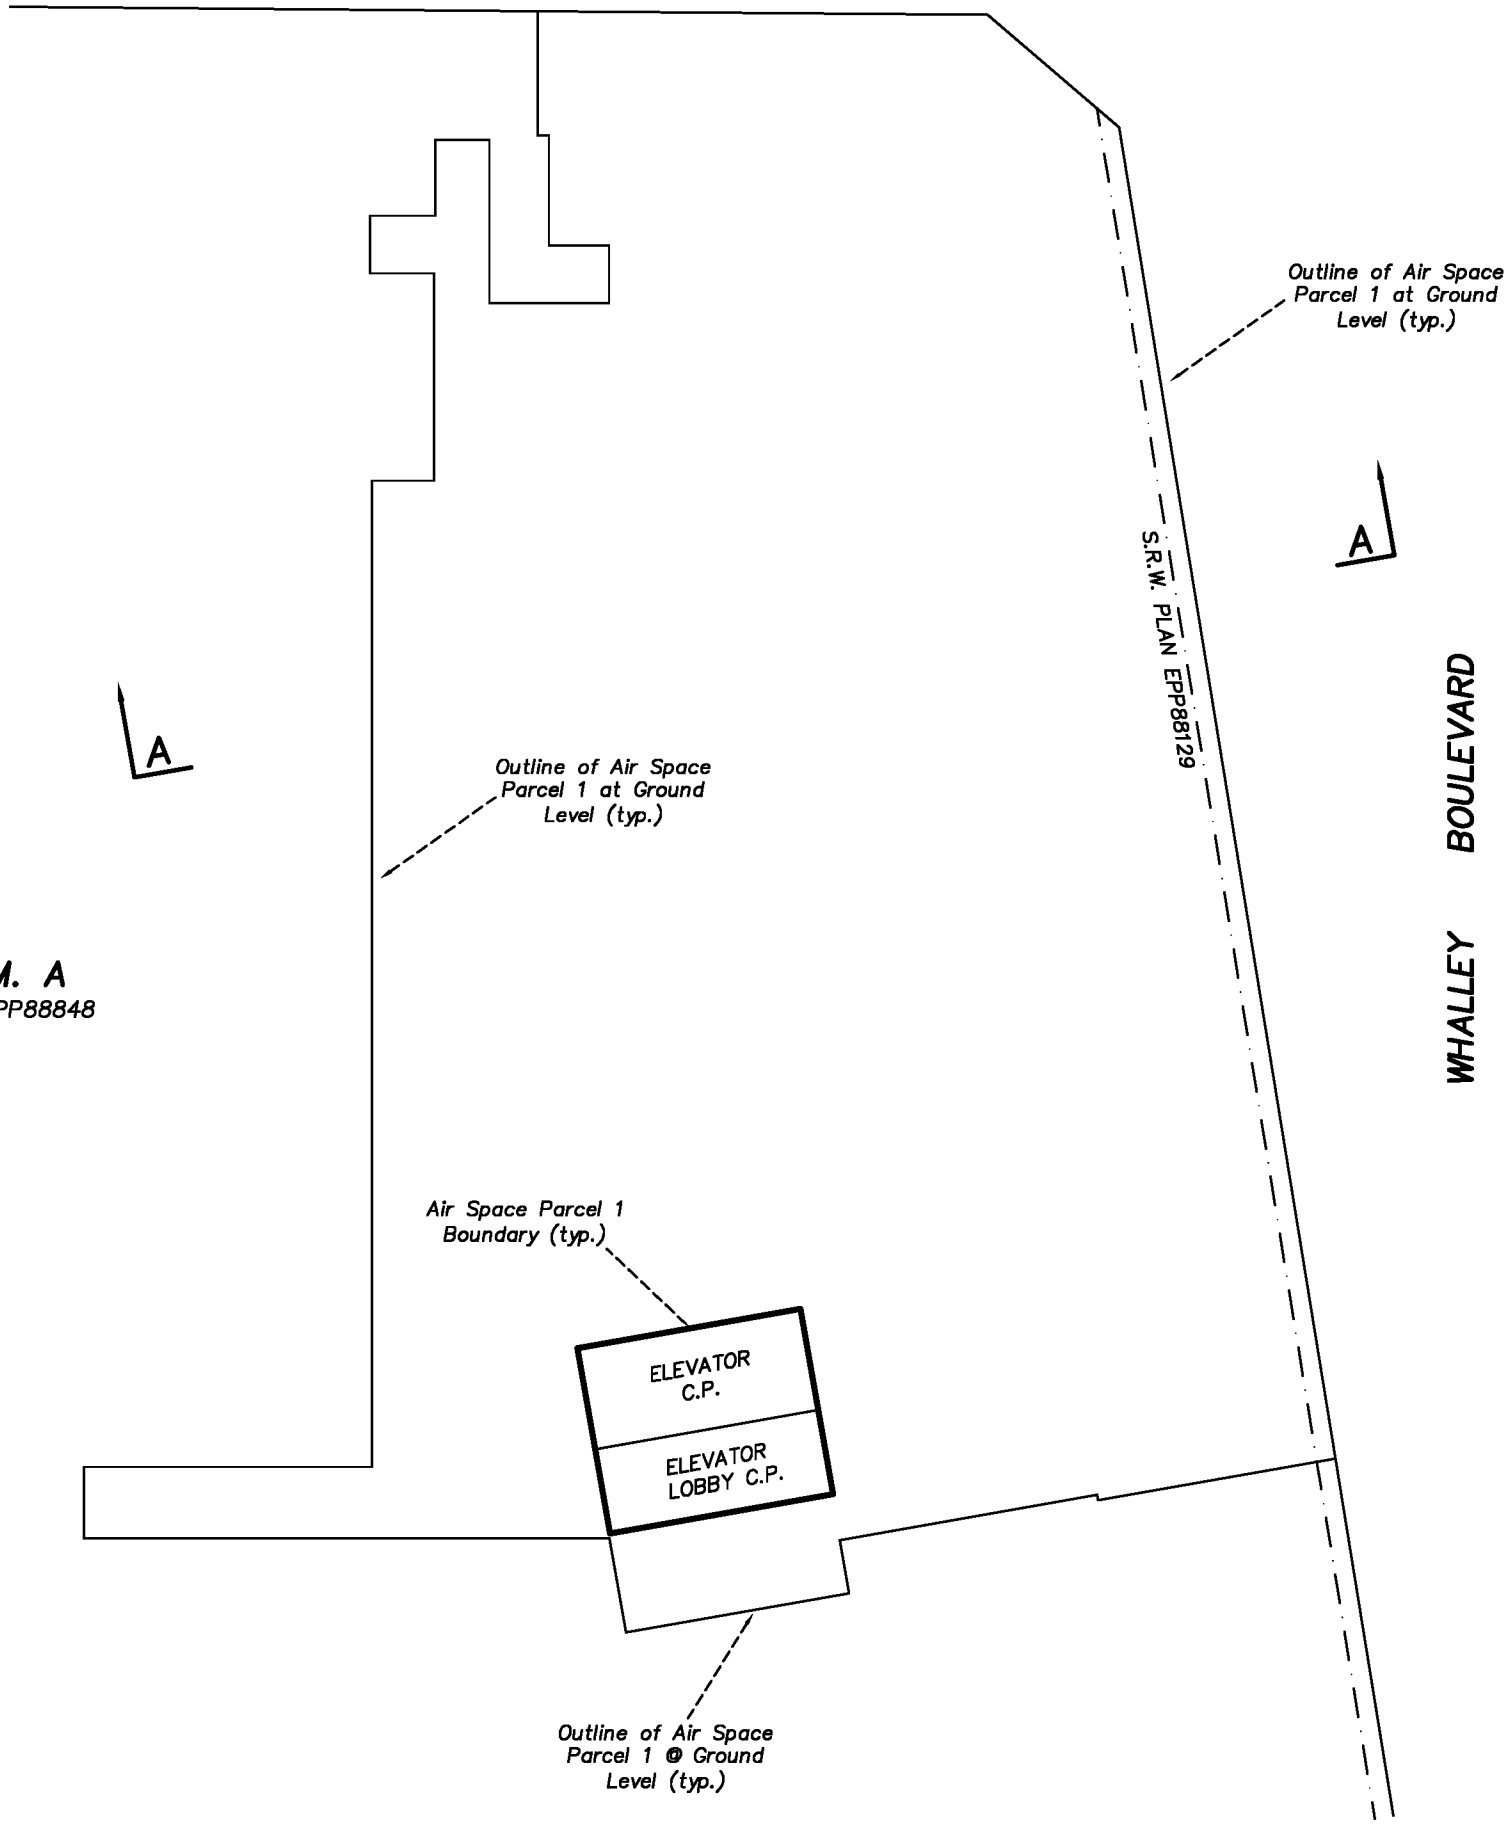 Outline of Air Space
Parcel 1 at Ground
Level (typ.)
A
S.R.W. PLAN EPP88129
WHALLEY BOULEVARD
A
Outline of Air Space
Parcel 1 at Ground
Level (typ.)
A
PP88848
Air Space Parcel 1
Boundary (typ.)
ELEVATOR
C.P.
ELEVATOR
LOBBY C.P.
Outline of Air Space
Parcel 1 @ Ground
Level (typ.)